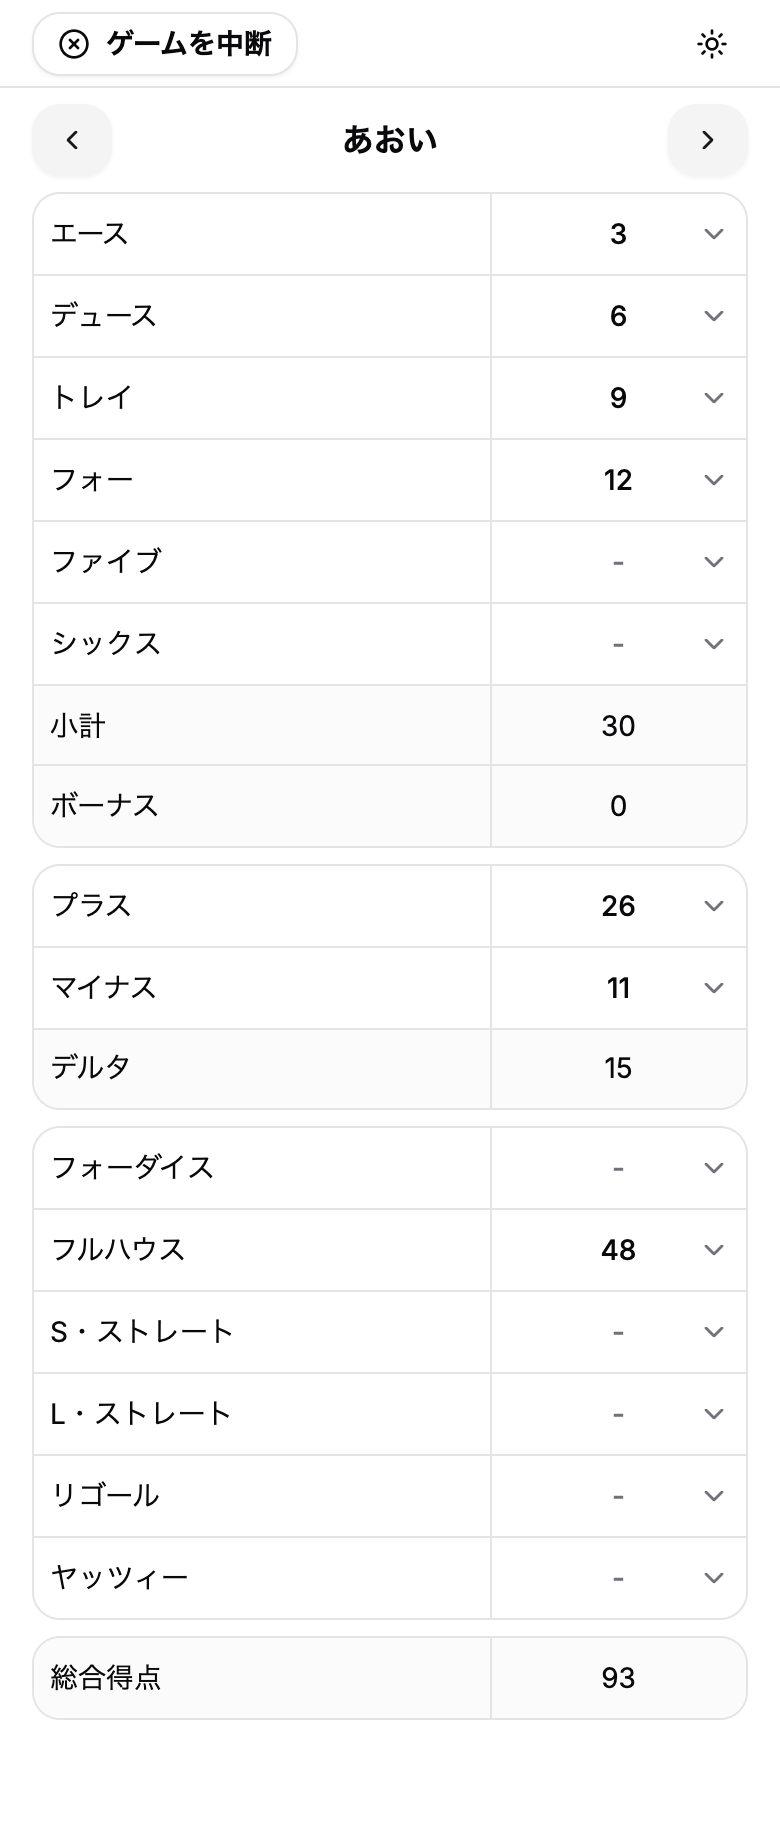 ゲームを中断
あおい
エース 3
デュース 6
トレイ 9
フォー 12
ファイブ -
シックス -
小計 30
ボーナス 0
プラス 26
マイナス 11
デルタ 15
フォーダイス -
フルハウス 48
S・ストレート -
L・ストレート -
リゴール -
ヤッツィー -
総合得点 93